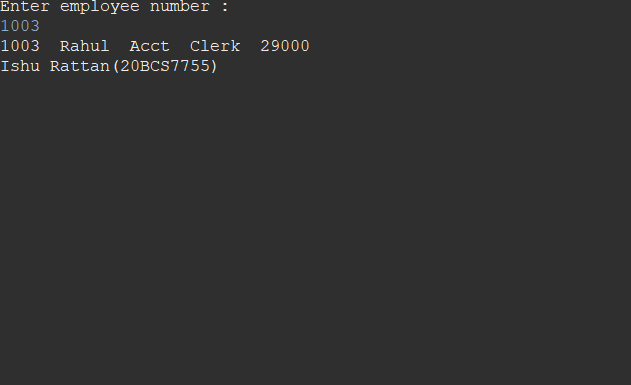 Enter employee number :
1003
1003  Rahul  Acct  Clerk  29000
Ishu Rattan(20BCS7755)